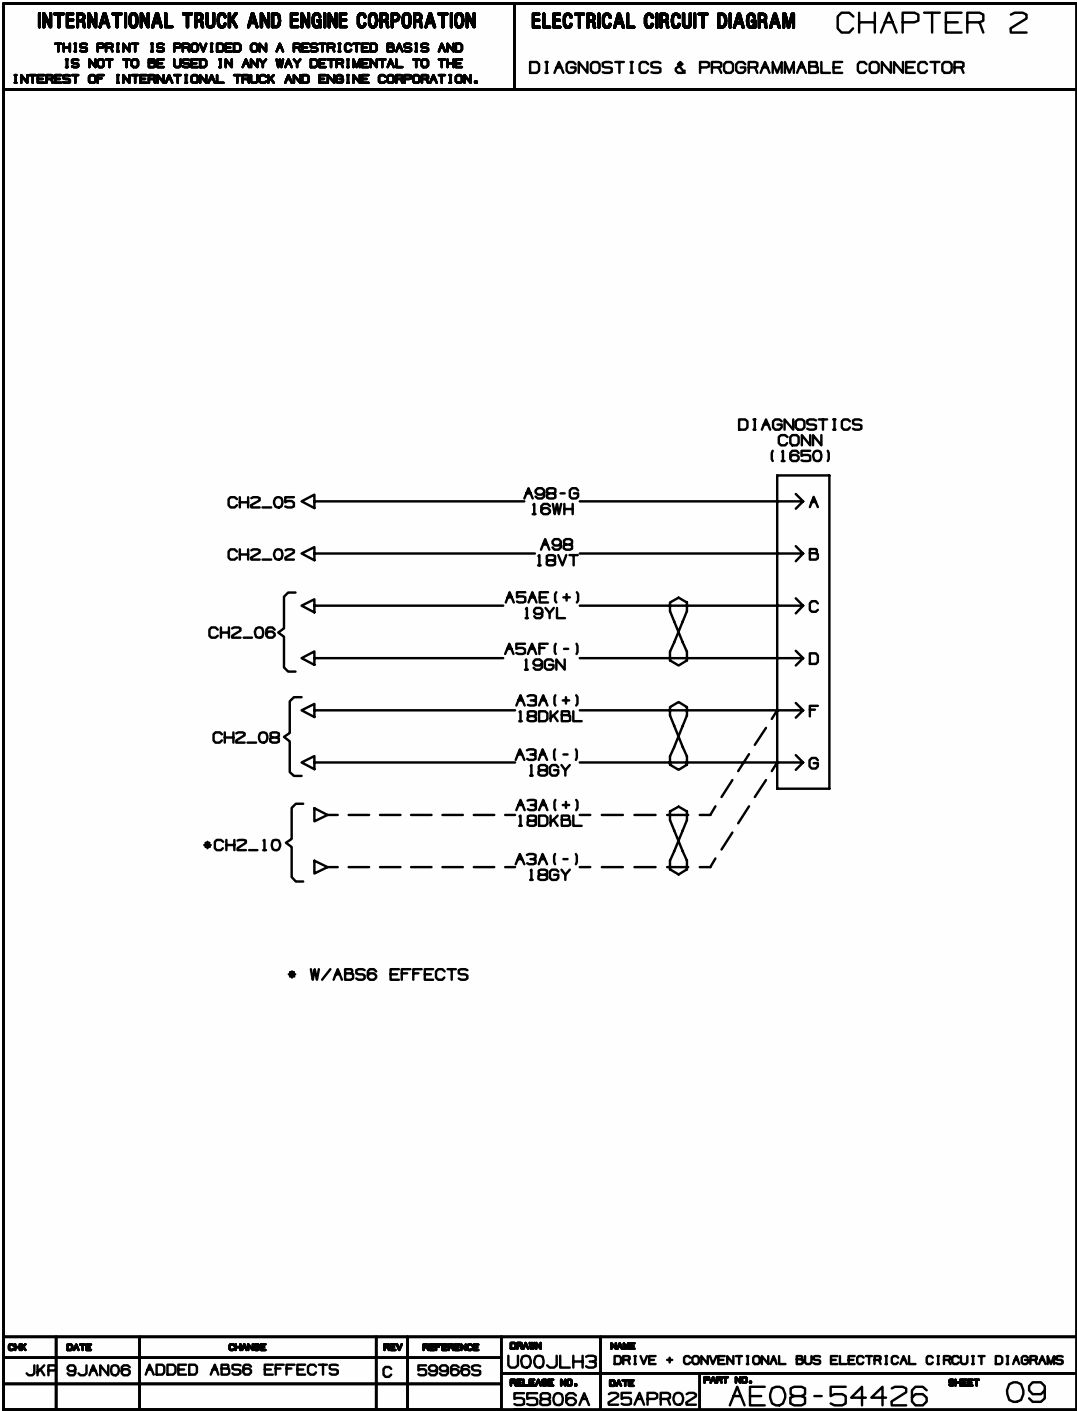 INTERNATIONAL TRUCK AND ENGINE CORPORATION
THIS PRINT IS PROVIDED ON A RESTRICTED BASIS AND
IS NOT TO BE USED IN ANY WAY DETRIMENTAL TO THE
INTEREST OF INTERNATIONAL TRUCK AND ENGINE CORPORATION.
ELECTRICAL CIRCUIT DIAGRAM CHAPTER 2
DIAGNOSTICS & PROGRAMMABLE CONNECTOR
DIAGNOSTICS
CONN
(1650)
CH2_05
A98-G
16WH
A
CH2_02
A98
18VT
B
CH2_06
A5AE(+)
19YL
C
A5AF(-)
19GN
D
CH2_08
A3A(+)
18DKBL
F
A3A(-)
18GY
G
*CH2_10
A3A(+)
18DKBL
A3A(-)
18GY
* W/ABS6 EFFECTS
CHK DATE CHANGE REV REFERENCE
JKP 9JAN06 ADDED ABS6 EFFECTS C 59966S
DRAWN
U00JLH3
NAME
DRIVE + CONVENTIONAL BUS ELECTRICAL CIRCUIT DIAGRAMS
RELEASE NO.
55806A
DATE
25APR02
PART NO.
AE08-54426
SHEET
09